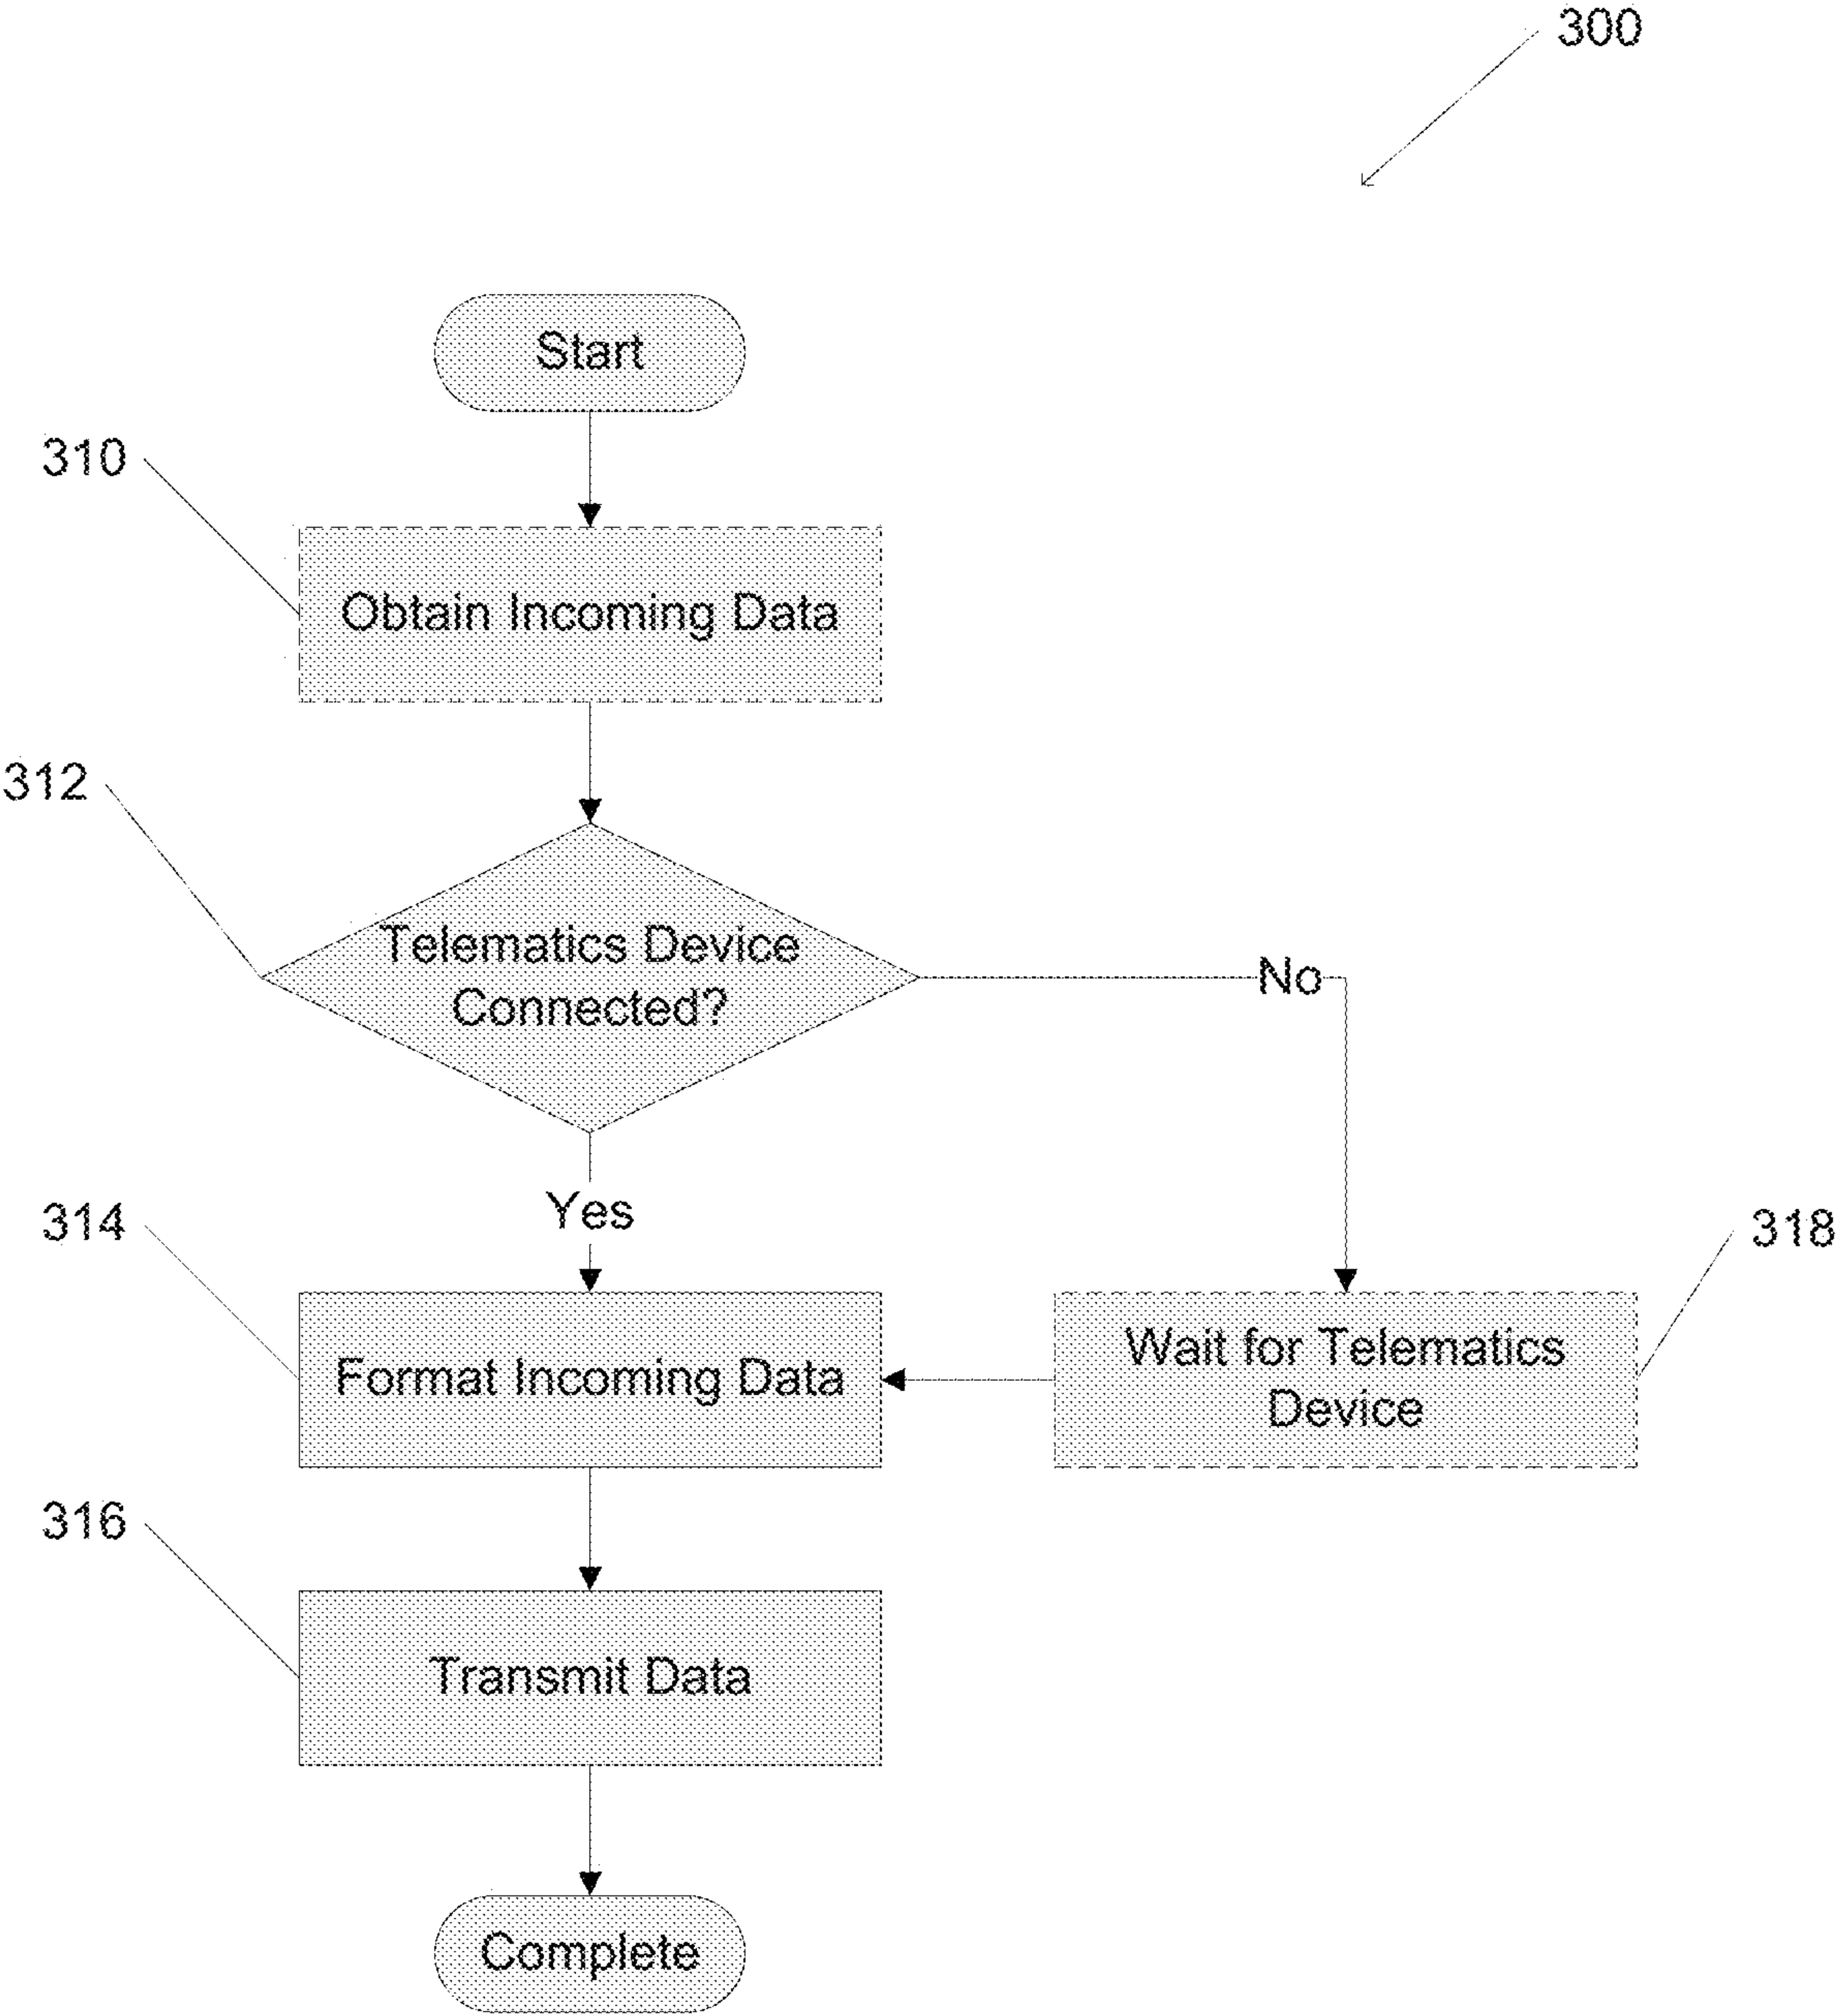 300
Start
310
Obtain Incoming Data
312
Telematics Device
Connected?
No
Yes
314
318
Format Incoming Data
Wait for Telematics
Device
316
Transmit Data
Complete